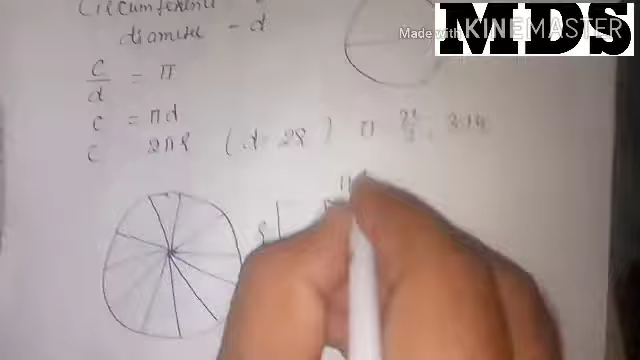 Circumference
diameter - d
c/d = π
c = πd
c 2πr (d = 2r) π 22/7, 3.14
Made with KINEMASTER
MDS